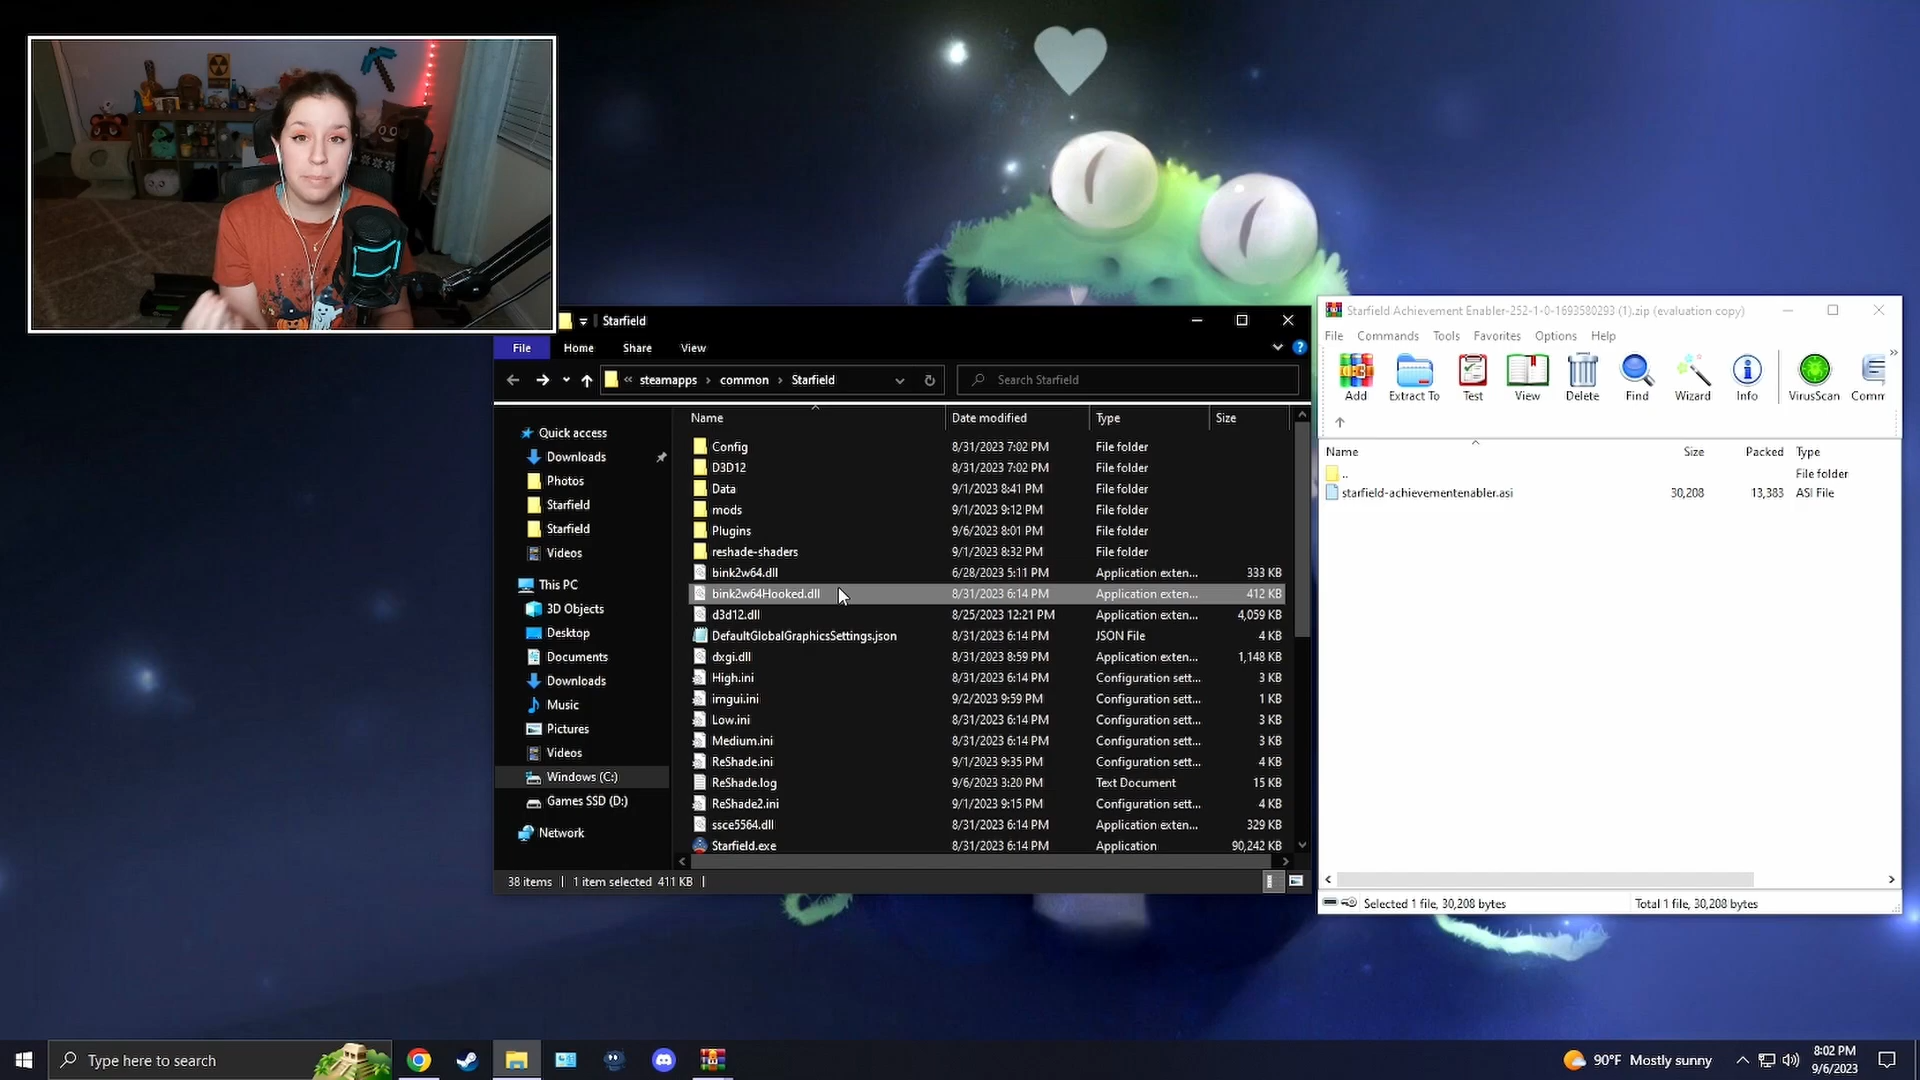 Starfield
File Home Share View
steamapps › common › Starfield
Search Starfield
Name Date modified Type Size
Quick access
Downloads
Photos
Starfield
Starfield
Videos
This PC
3D Objects
Desktop
Documents
Downloads
Music
Pictures
Videos
Windows (C:)
Games SSD (D:)
Network
Config 8/31/2023 7:02 PM File folder
D3D12 8/31/2023 7:02 PM File folder
Data 9/1/2023 8:41 PM File folder
mods 9/1/2023 9:12 PM File folder
Plugins 9/6/2023 8:01 PM File folder
reshade-shaders 9/1/2023 8:32 PM File folder
bink2w64.dll 6/28/2023 5:11 PM Application exten... 333 KB
bink2w64Hooked.dll 8/31/2023 6:14 PM Application exten... 412 KB
d3d12.dll 8/25/2023 12:21 PM Application exten... 4,059 KB
DefaultGlobalGraphicsSettings.json 8/31/2023 6:14 PM JSON File 4 KB
dxgi.dll 8/31/2023 8:59 PM Application exten... 1,148 KB
High.ini 8/31/2023 6:14 PM Configuration sett... 3 KB
imgui.ini 9/2/2023 9:59 PM Configuration sett... 1 KB
Low.ini 8/31/2023 6:14 PM Configuration sett... 3 KB
Medium.ini 8/31/2023 6:14 PM Configuration sett... 3 KB
ReShade.ini 9/1/2023 9:35 PM Configuration sett... 4 KB
ReShade.log 9/6/2023 3:20 PM Text Document 15 KB
ReShade2.ini 9/1/2023 9:15 PM Configuration sett... 4 KB
ssce5564.dll 8/31/2023 6:14 PM Application exten... 329 KB
Starfield.exe 8/31/2023 6:14 PM Application 90,242 KB
38 items 1 item selected 411 KB
Starfield Achievement Enabler-252-1-0-1693580293 (1).zip (evaluation copy)
File Commands Tools Favorites Options Help
Add Extract To Test View Delete Find Wizard Info VirusScan Comm
Name Size Packed Type
.. File folder
starfield-achievementenabler.asi 30,208 13,383 ASI File
Selected 1 file, 30,208 bytes Total 1 file, 30,208 bytes
Type here to search
90°F Mostly sunny
8:02 PM
9/6/2023